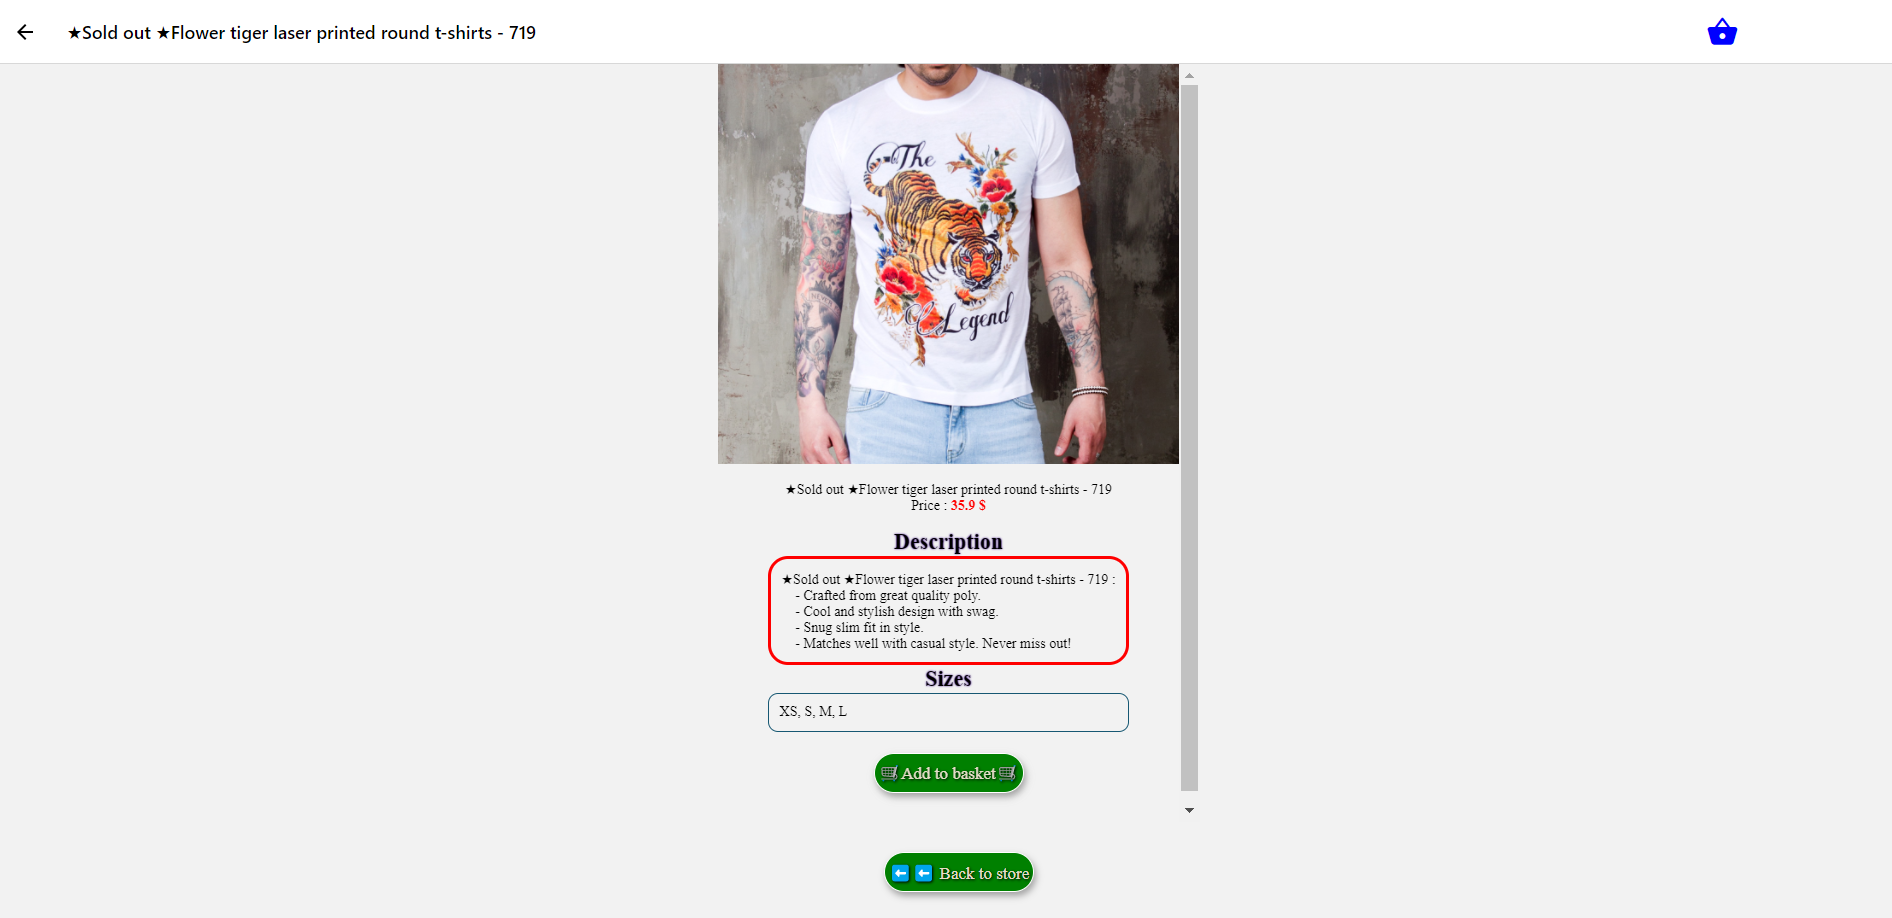 ★Sold out ★Flower tiger laser printed round t-shirts - 719
The
Legend
★Sold out ★Flower tiger laser printed round t-shirts - 719
Price : 35.9 $
Description
★Sold out ★Flower tiger laser printed round t-shirts - 719 :
- Crafted from great quality poly.
- Cool and stylish design with swag.
- Snug slim fit in style.
- Matches well with casual style. Never miss out!
Sizes
XS, S, M, L
Add to basket
Back to store